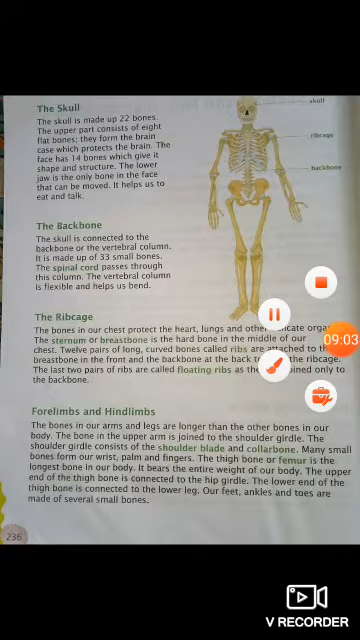 The Skull
The skull is made up 22 bones.
The upper part consists of eight
flat bones; they form the brain
case which protects the brain. The
face has 14 bones which give it
shape and structure. The lower
jaw is the only bone in the face
that can be moved. It helps us to
eat and talk.
skull
ribcage
backbone
The Backbone
The skull is connected to the
backbone or the vertebral column.
It is made up of 33 small bones.
The spinal cord passes through
this column. The vertebral column
is flexible and helps us bend.
The Ribcage
The bones in our chest protect the heart, lungs and other
The sternum or breastbone is the hard bone in the middle of our
chest. Twelve pairs of long, curved bones called ribs are attached to
breastbone in the front and the backbone at the back the ribcage.
The last two pairs of ribs are called floating ribs as only to
the backbone.
Forelimbs and Hindlimbs
The bones in our arms and legs are longer than the other bones in our
body. The bone in the upper arm is joined to the shoulder girdle. The
shoulder girdle consists of the shoulder blade and collarbone. Many small
bones form our wrist, palm and fingers. The thigh bone or femur is the
longest bone in our body. It bears the entire weight of our body. The upper
end of the thigh bone is connected to the hip girdle. The lower end of the
thigh bone is connected to the lower leg. Our feet, ankles and toes are
made of several small bones.
236
09:03
V RECORDER